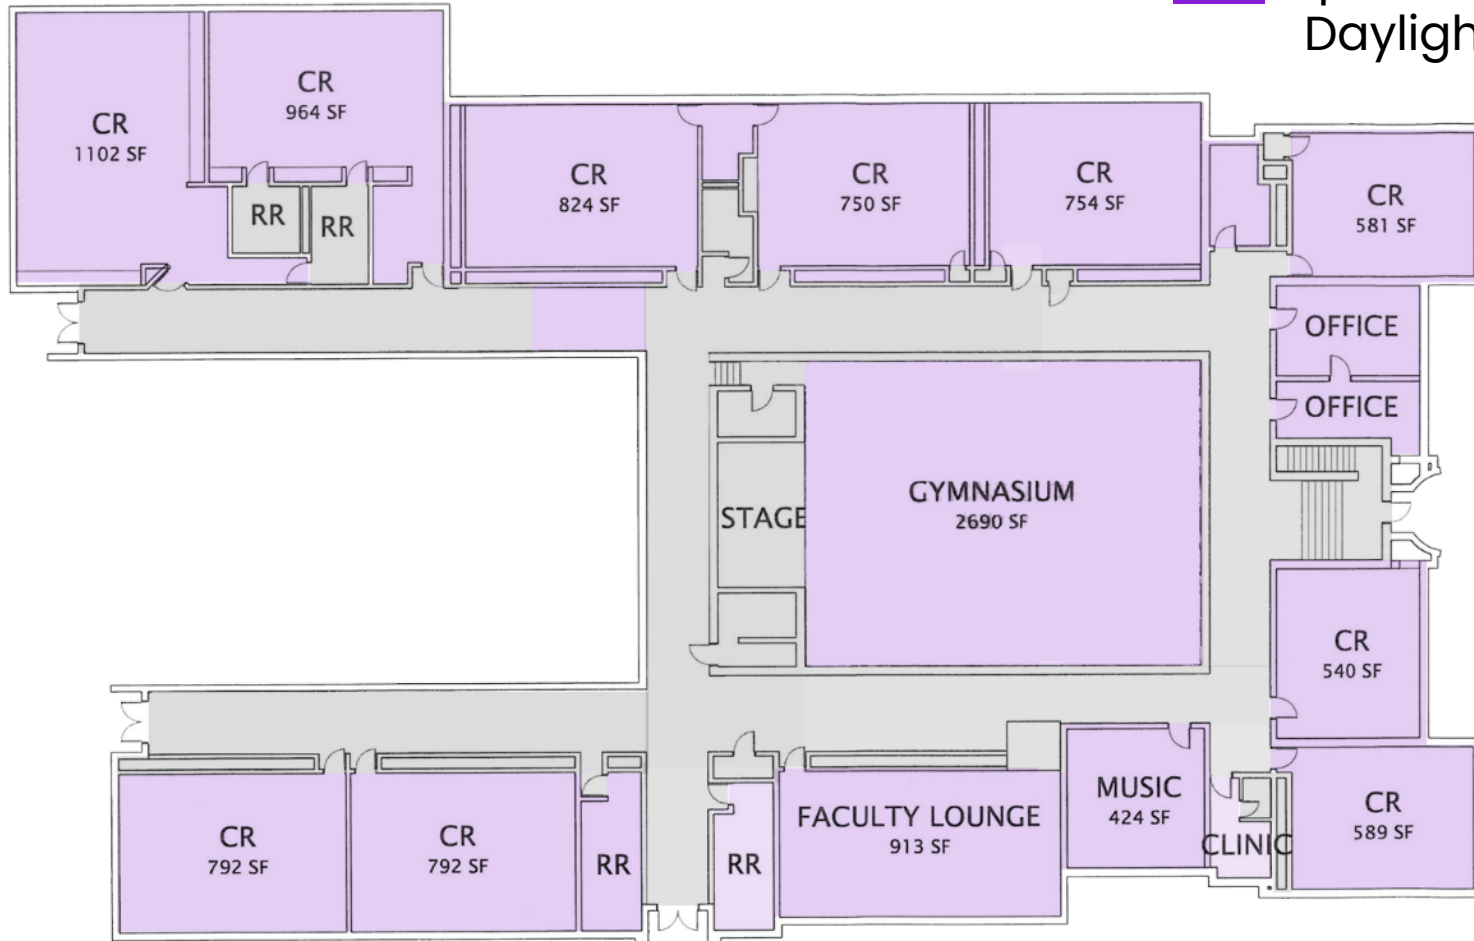 Dayligh
CR
1102 SF
CR
964 SF
RR
RR
CR
824 SF
CR
750 SF
CR
754 SF
CR
581 SF
OFFICE
OFFICE
STAGE
GYMNASIUM
2690 SF
CR
540 SF
CR
792 SF
CR
792 SF
RR
RR
FACULTY LOUNGE
913 SF
MUSIC
424 SF
CLINIC
CR
589 SF